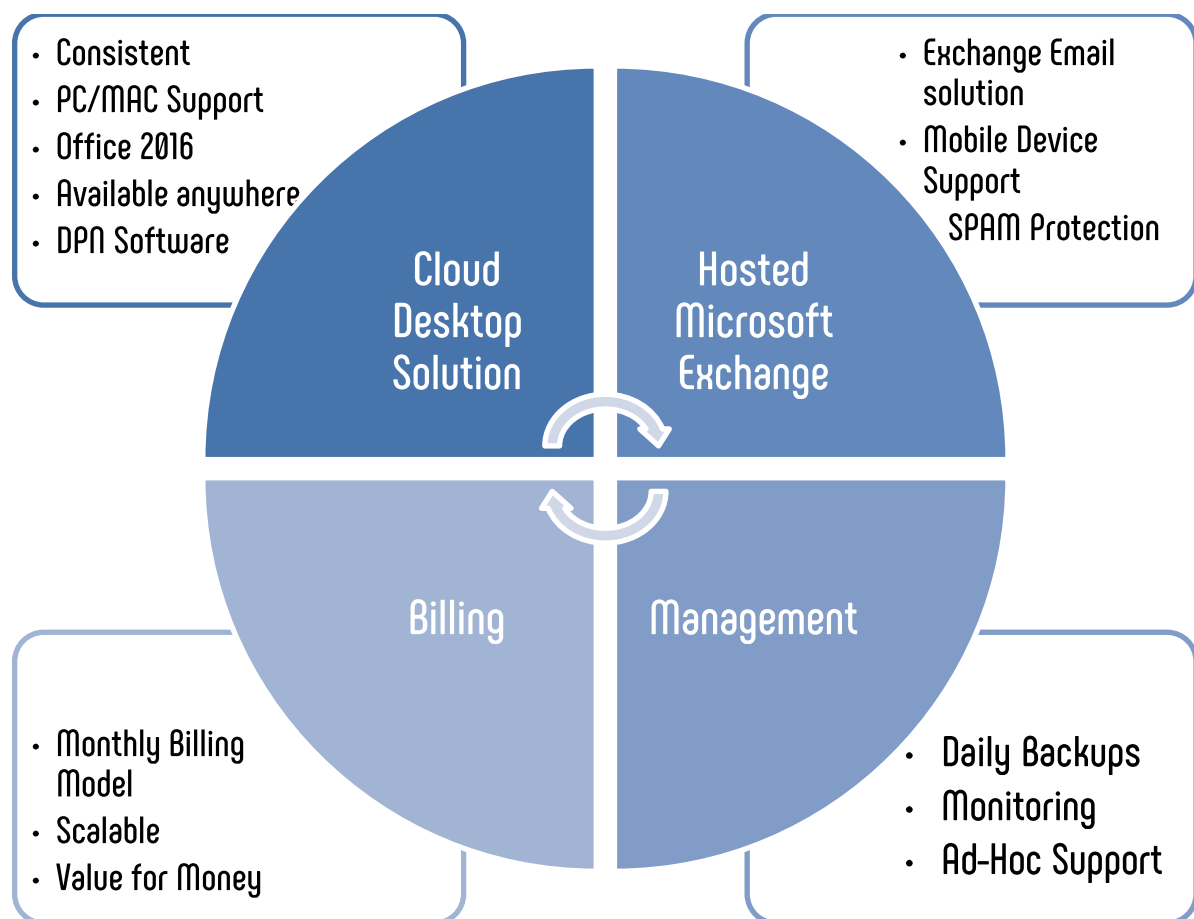 • Consistent
• PC/MAC Support
• Office 2016
• Available anywhere
• DPN Software
• Exchange Email
solution
• Mobile Device
Support
SPAM Protection
Cloud
Desktop
Solution
Hosted
Microsoft
Exchange
Billing
Management
• Monthly Billing
Model
• Scalable
• Value for Money
• Daily Backups
• Monitoring
• Ad-Hoc Support